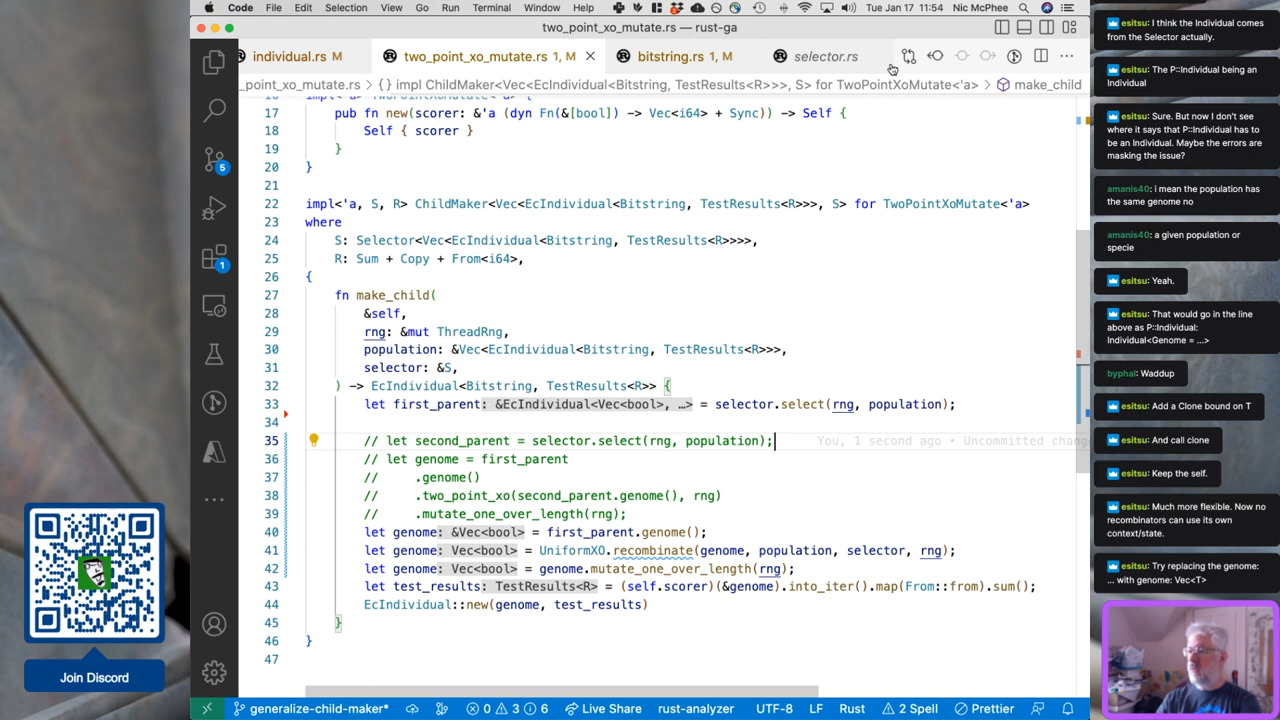 Code File Edit Selection View Go Run Terminal Window Help
Tue Jan 17 11:54 Nic McPhee
two_point_xo_mutate.rs — rust-ga
individual.rs M
two_point_xo_mutate.rs 1, M
bitstring.rs 1, M
selector.rs
_point_xo_mutate.rs > {} impl ChildMaker<Vec<EcIndividual<Bitstring, TestResults<R>>>, S> for TwoPointXoMutate<'a> > make_child
17 pub fn new(scorer: &'a (dyn Fn(&[bool]) -> Vec<i64> + Sync)) -> Self {
18 Self { scorer }
19 }
20 }
21
22 impl<'a, S, R> ChildMaker<Vec<EcIndividual<Bitstring, TestResults<R>>>, S> for TwoPointXoMutate<'a>
23 where
24 S: Selector<Vec<EcIndividual<Bitstring, TestResults<R>>>>,
25 R: Sum + Copy + From<i64>,
26 {
27 fn make_child(
28 &self,
29 rng: &mut ThreadRng,
30 population: &Vec<EcIndividual<Bitstring, TestResults<R>>>,
31 selector: &S,
32 ) -> EcIndividual<Bitstring, TestResults<R>> {
33 let first_parent: &EcIndividual<Vec<bool>, …> = selector.select(rng, population);
34
35 // let second_parent = selector.select(rng, population); You, 1 second ago • Uncommitted chang
36 // let genome = first_parent
37 // .genome()
38 // .two_point_xo(second_parent.genome(), rng)
39 // .mutate_one_over_length(rng);
40 let genome: &Vec<bool> = first_parent.genome();
41 let genome: Vec<bool> = UniformXO.recombinate(genome, population, selector, rng);
42 let genome: Vec<bool> = genome.mutate_one_over_length(rng);
43 let test_results: TestResults<R> = (self.scorer)(&genome).into_iter().map(From::from).sum();
44 EcIndividual::new(genome, test_results)
45 }
46 }
47
5
1
Join Discord
generalize-child-maker* 0 3 6 Live Share rust-analyzer UTF-8 LF Rust 2 Spell Prettier
esitsu: I think the Individual comes
from the Selector actually.
esitsu: The P::Individual being an
Individual
esitsu: Sure. But now I don't see
where it says that P::Individual has to
be an Individual. Maybe the errors are
masking the issue?
amanis40: i mean the population has
the same genome no
amanis40: a given population or
specie
esitsu: Yeah.
esitsu: That would go in the line
above as P::Individual:
Individual<Genome = ...>
byphal: Waddup
esitsu: Add a Clone bound on T
esitsu: And call clone
esitsu: Keep the self.
esitsu: Much more flexible. Now no
recombinators can use its own
context/state.
esitsu: Try replacing the genome:
... with genome: Vec<T>